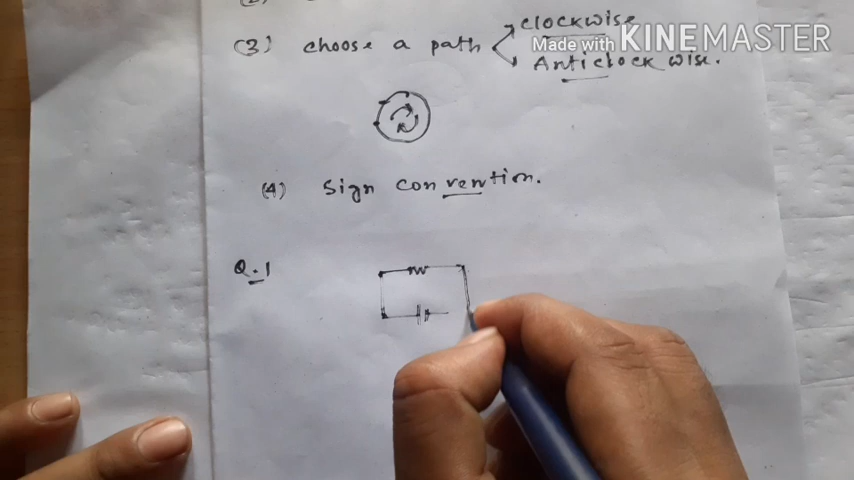 clockwise
(3) choose a path
Made with KINEMASTER
Anticlock wise.
(4) Sign convention.
Q.1